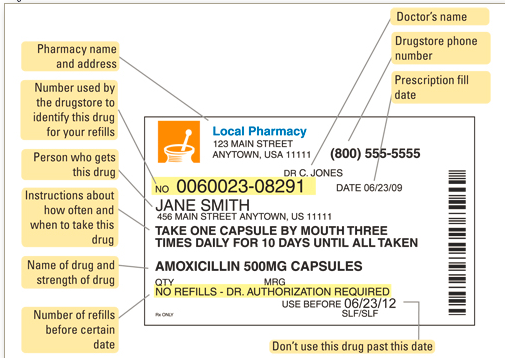 Doctor's name
Pharmacy name
and address
Drugstore phone
number
Number used by
the drugstore to
identify this drug
for your refills
Prescription fill
date
Person who gets
this drug
Instructions about
how often and
when to take this
drug
Name of drug and
strength of drug
Number of refills
before certain
date
Local Pharmacy
123 MAIN STREET
ANYTOWN, USA 11111
(800) 555-5555
DR C. JONES
NO 0060023-08291
DATE 06/23/09
JANE SMITH
456 MAIN STREET ANYTOWN, US 11111
TAKE ONE CAPSULE BY MOUTH THREE
TIMES DAILY FOR 10 DAYS UNTIL ALL TAKEN
AMOXICILLIN 500MG CAPSULES
QTY MRG
NO REFILLS - DR. AUTHORIZATION REQUIRED
USE BEFORE 06/23/12
Rx ONLY SLF/SLF
Don't use this drug past this date